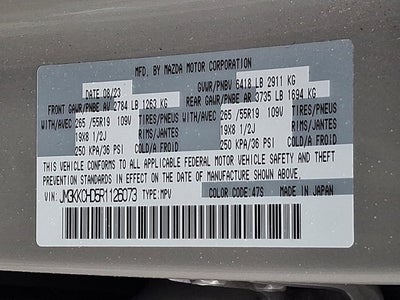 MFD. BY MAZDA MOTOR CORPORATION
DATE 08/23 GVWR/PNBV 6418 LB 2911 KG
FRONT GAWR/PNBE AV 2784 LB 1263 KG REAR GAWR/PNBE AR 3735 LB 1694 KG
WITH/AVEC 265 /55R19 109V TIRES/PNEUS WITH/AVEC 265 /55R19 109V TIRES/PNEUS
19X8 1/2J RIMS/JANTES 19X8 1/2J RIMS/JANTES
250 KPA/36 PSI COLD/A FROID 250 KPA/36 PSI COLD/A FROID
THIS VEHICLE CONFORMS TO ALL APPLICABLE FEDERAL MOTOR VEHICLE SAFETY AND THEFT
PREVENTION STANDARDS IN EFFECT ON THE DATE OF MANUFACTURE SHOWN ABOVE.
VIN: JM3KKCHD5R1126073 TYPE: MPV COLOR CODE: 47S MADE IN JAPAN